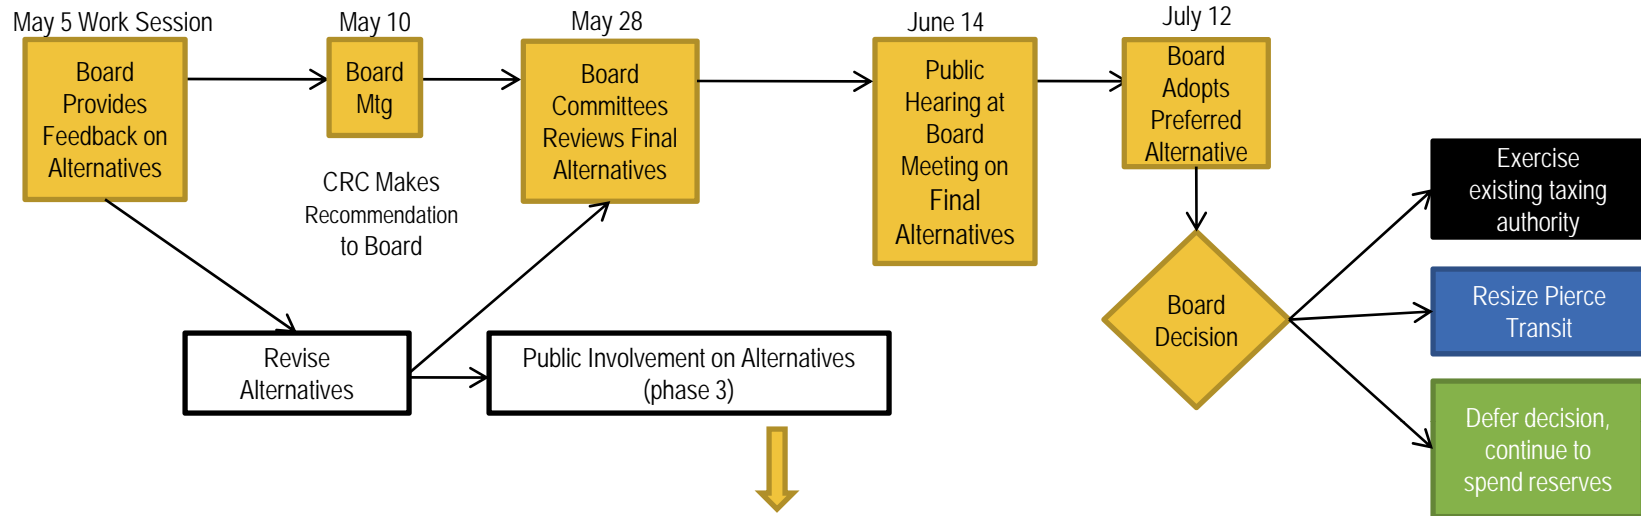 May 5 Work Session
Board
Provides
Feedback on
Alternatives
May 10
Board
Mtg
CRC Makes
Recommendation
to Board
May 28
Board
Committees
Reviews Final
Alternatives
June 14
Public
Hearing at
Board
Meeting on
Final
Alternatives
July 12
Board
Adopts
Preferred
Alternative
Revise
Alternatives
Public Involvement on Alternatives
(phase 3)
Board
Decision
Exercise
existing taxing
authority
Resize Pierce
Transit
Defer decision,
continue to
spend reserves